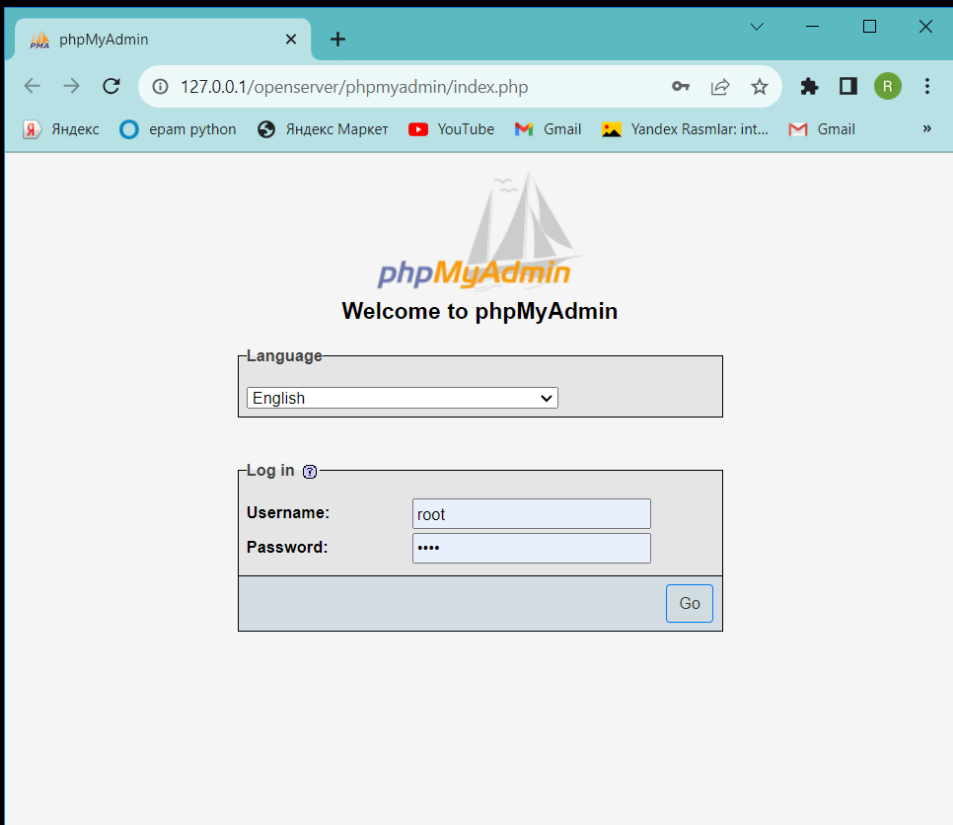 phpMyAdmin
127.0.0.1/openserver/phpmyadmin/index.php
R
Яндекс epam python Яндекс Маркет YouTube Gmail Yandex Rasmlar: int... Gmail »
phpMyAdmin
Welcome to phpMyAdmin
Language
English
Log in
Username: root
Password: ••••
Go